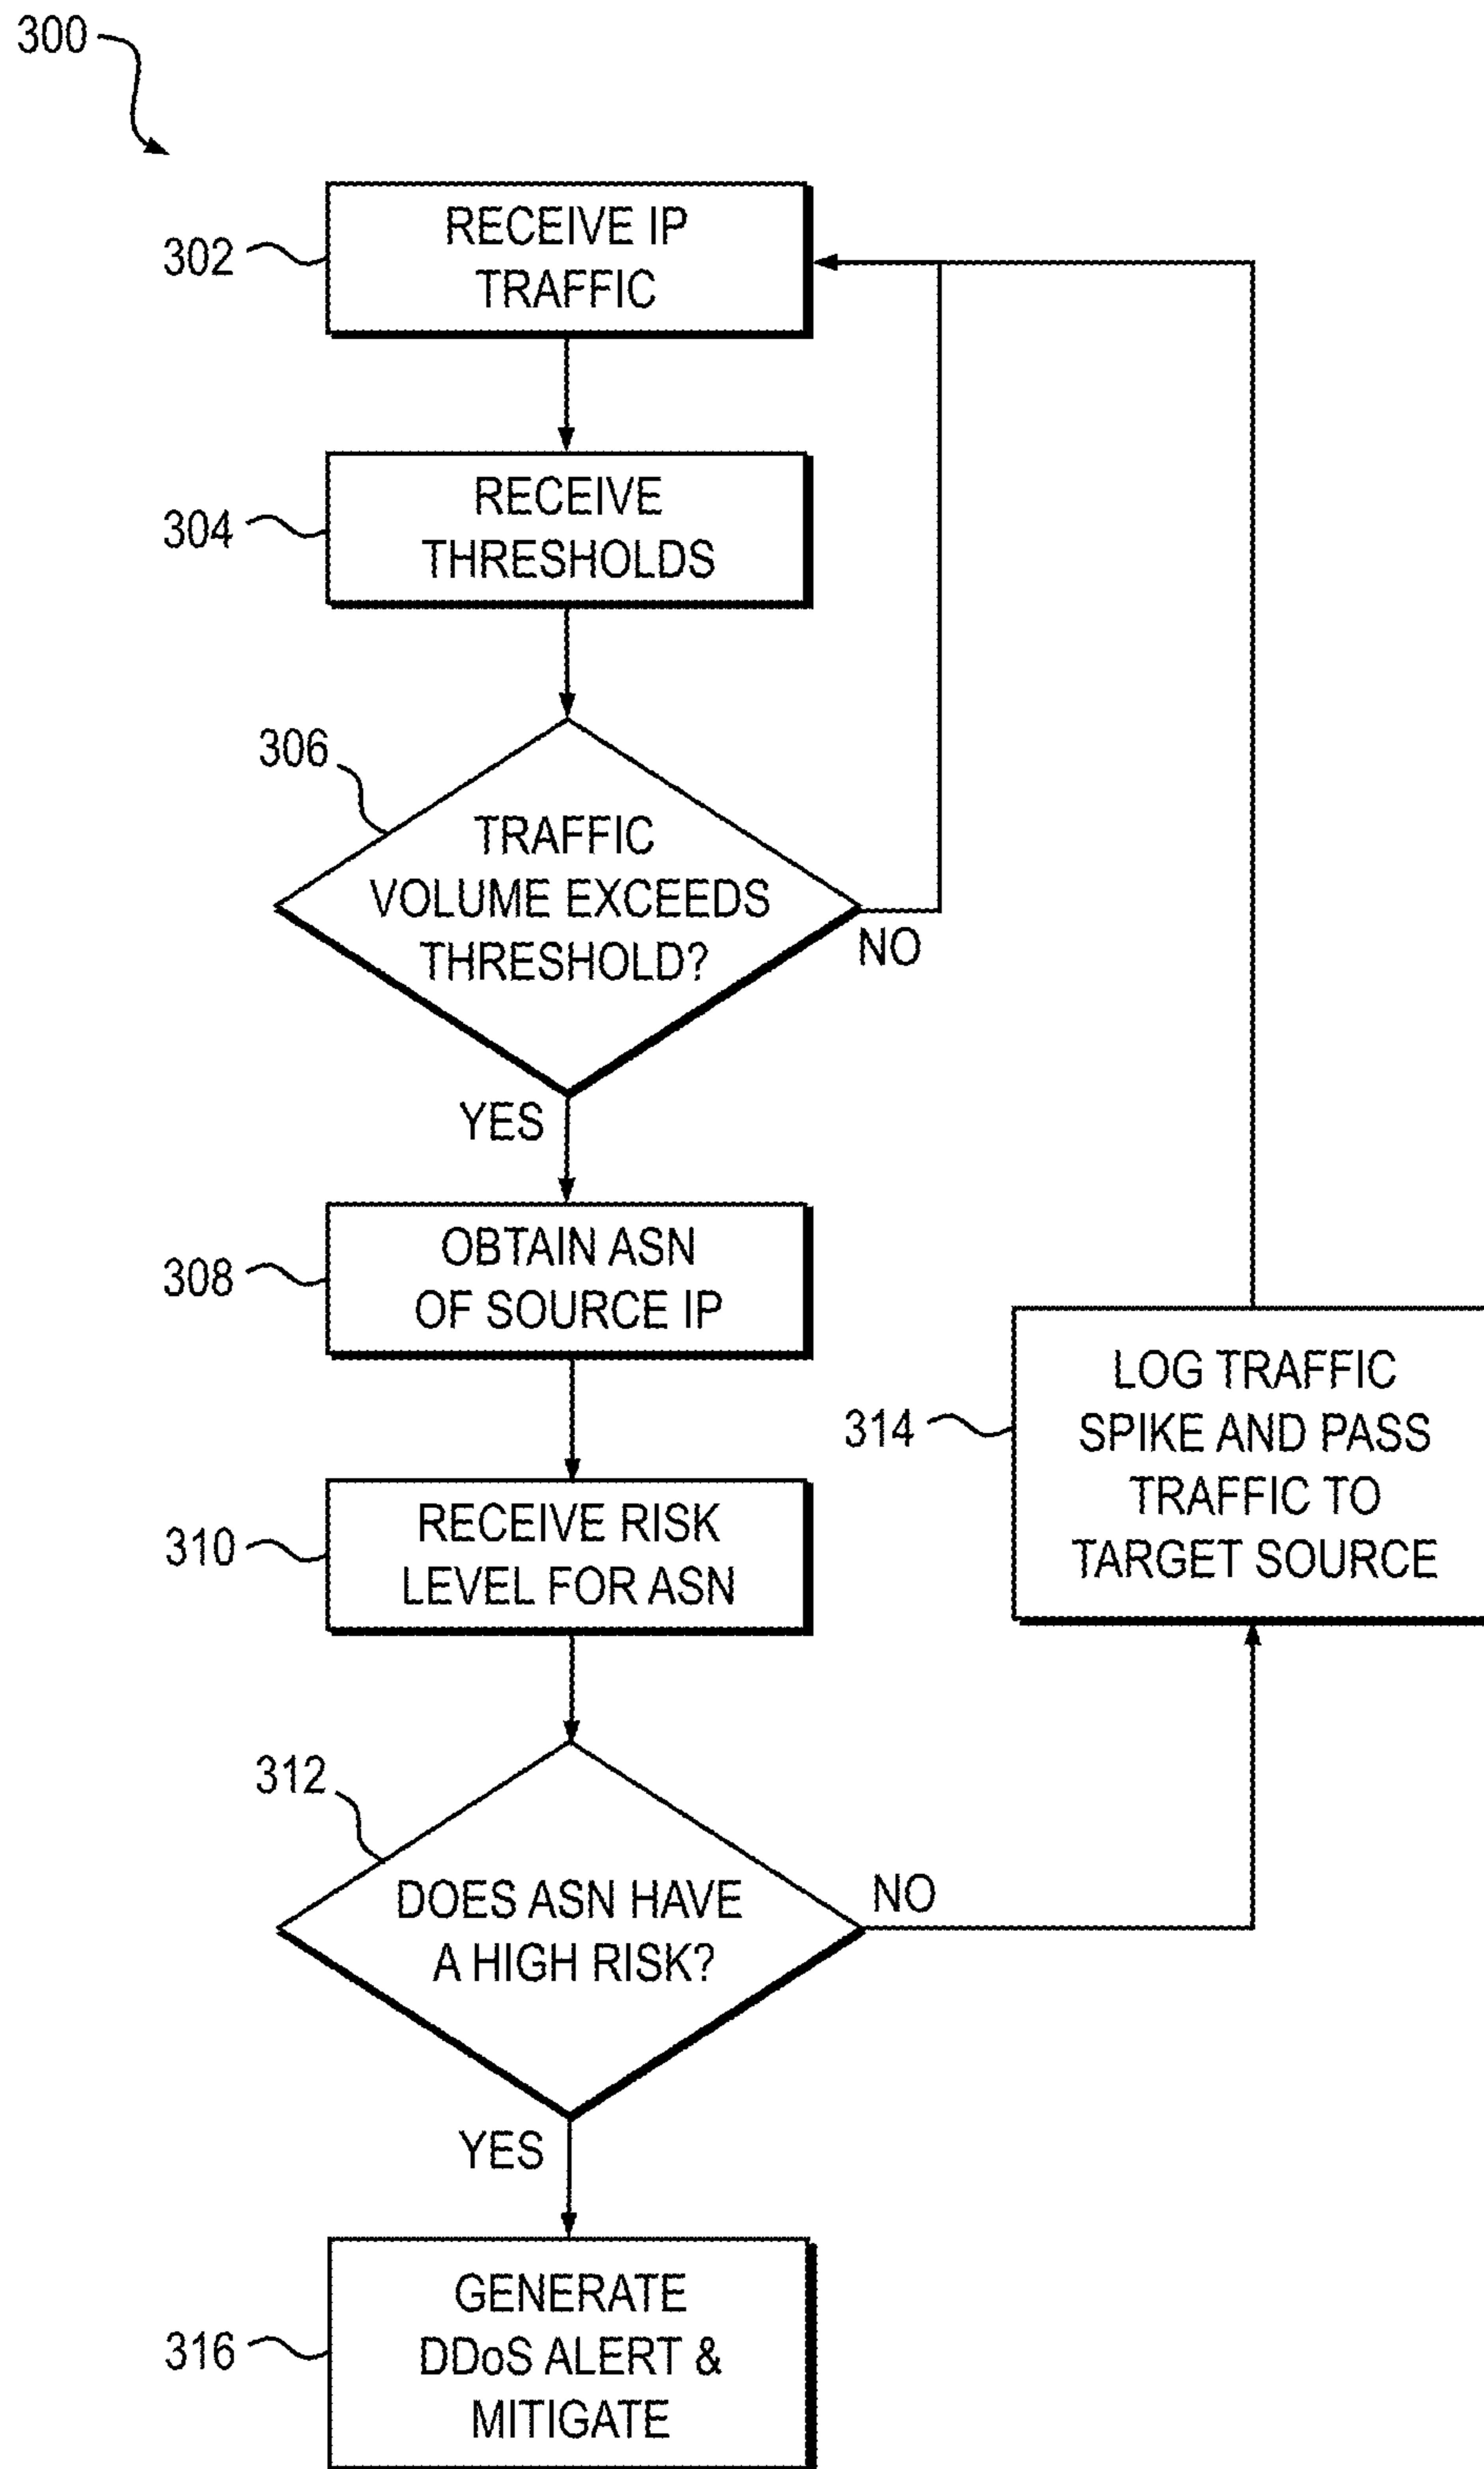 300
302
RECEIVE IP
TRAFFIC
304
RECEIVE
THRESHOLDS
306
TRAFFIC
VOLUME EXCEEDS
THRESHOLD?
NO
YES
308
OBTAIN ASN
OF SOURCE IP
310
RECEIVE RISK
LEVEL FOR ASN
314
LOG TRAFFIC
SPIKE AND PASS
TRAFFIC TO
TARGET SOURCE
312
DOES ASN HAVE
A HIGH RISK?
NO
YES
316
GENERATE
DDoS ALERT &
MITIGATE